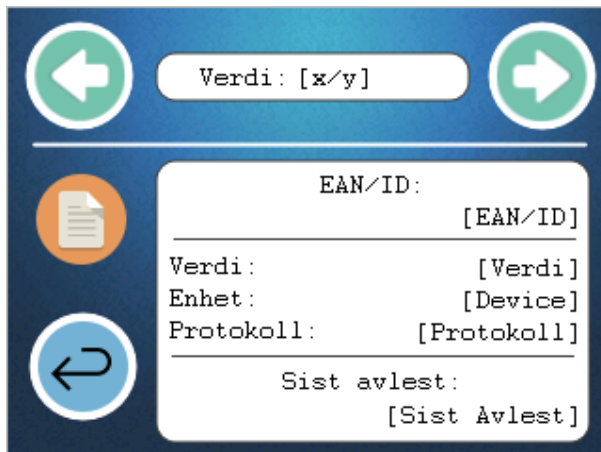 Verdi: [x/y]
EAN/ID:
[EAN/ID]
Verdi: [Verdi]
Enhet: [Device]
Protokoll: [Protokoll]
Sist avlest:
[Sist Avlest]